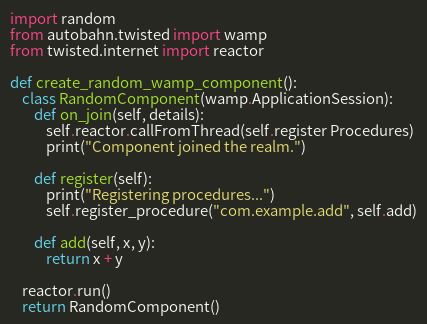 import random
from autobahn.twisted import wamp
from twisted.internet import reactor

def create_random_wamp_component():
    class RandomComponent(wamp.ApplicationSession):
        def on_join(self, details):
            self.reactor.callFromThread(self.register Procedures)
            print("Component joined the realm.")

        def register(self):
            print("Registering procedures...")
            self.register_procedure("com.example.add", self.add)

        def add(self, x, y):
            return x + y

    reactor.run()
    return RandomComponent()